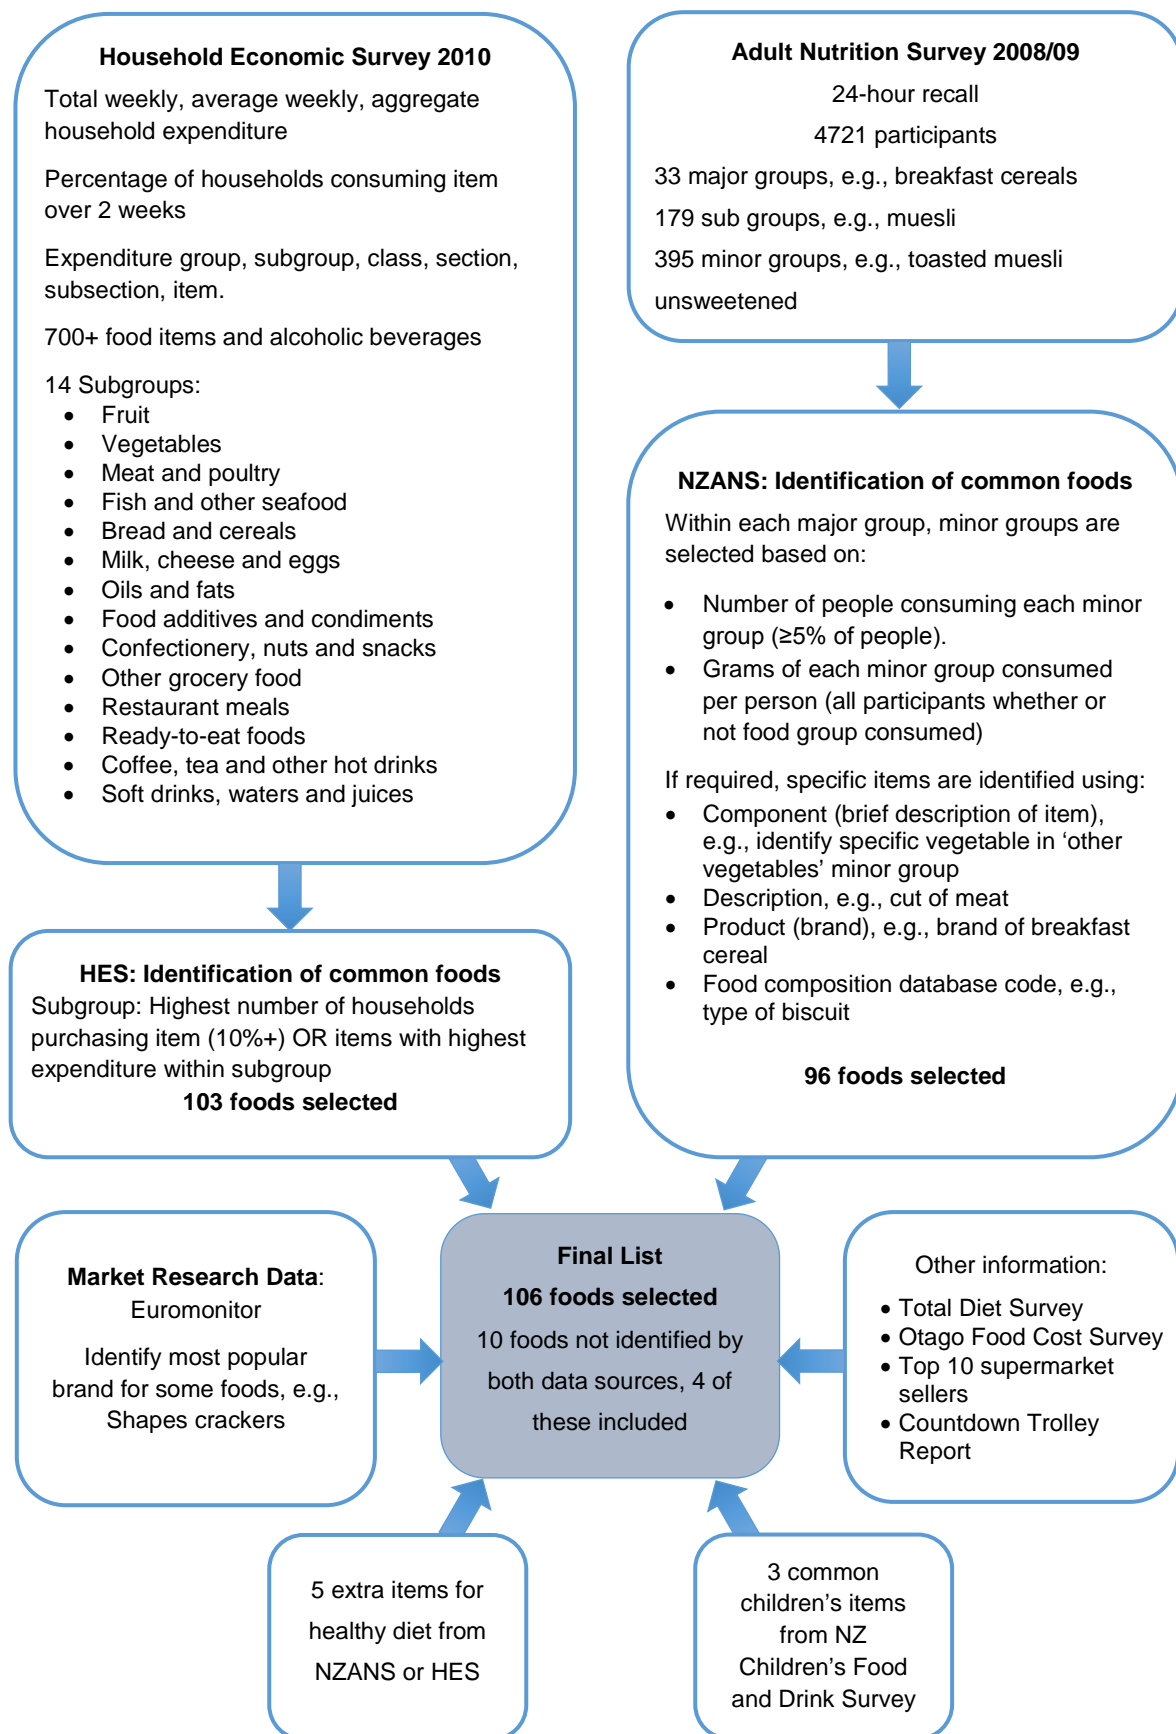 Household Economic Survey 2010
Total weekly, average weekly, aggregate
household expenditure
Percentage of households consuming item
over 2 weeks
Expenditure group, subgroup, class, section,
subsection, item.
700+ food items and alcoholic beverages
14 Subgroups:
• Fruit
• Vegetables
• Meat and poultry
• Fish and other seafood
• Bread and cereals
• Milk, cheese and eggs
• Oils and fats
• Food additives and condiments
• Confectionery, nuts and snacks
• Other grocery food
• Restaurant meals
• Ready-to-eat foods
• Coffee, tea and other hot drinks
• Soft drinks, waters and juices
Adult Nutrition Survey 2008/09
24-hour recall
4721 participants
33 major groups, e.g., breakfast cereals
179 sub groups, e.g., muesli
395 minor groups, e.g., toasted muesli
unsweetened
NZANS: Identification of common foods
Within each major group, minor groups are
selected based on:
• Number of people consuming each minor
group (≥5% of people).
• Grams of each minor group consumed
per person (all participants whether or
not food group consumed)
If required, specific items are identified using:
• Component (brief description of item),
e.g., identify specific vegetable in ‘other
vegetables’ minor group
• Description, e.g., cut of meat
• Product (brand), e.g., brand of breakfast
cereal
• Food composition database code, e.g.,
type of biscuit
96 foods selected
HES: Identification of common foods
Subgroup: Highest number of households
purchasing item (10%+) OR items with highest
expenditure within subgroup
103 foods selected
Market Research Data:
Euromonitor
Identify most popular
brand for some foods, e.g.,
Shapes crackers
Final List
106 foods selected
10 foods not identified by
both data sources, 4 of
these included
Other information:
• Total Diet Survey
• Otago Food Cost Survey
• Top 10 supermarket
sellers
• Countdown Trolley
Report
5 extra items for
healthy diet from
NZANS or HES
3 common
children’s items
from NZ
Children’s Food
and Drink Survey